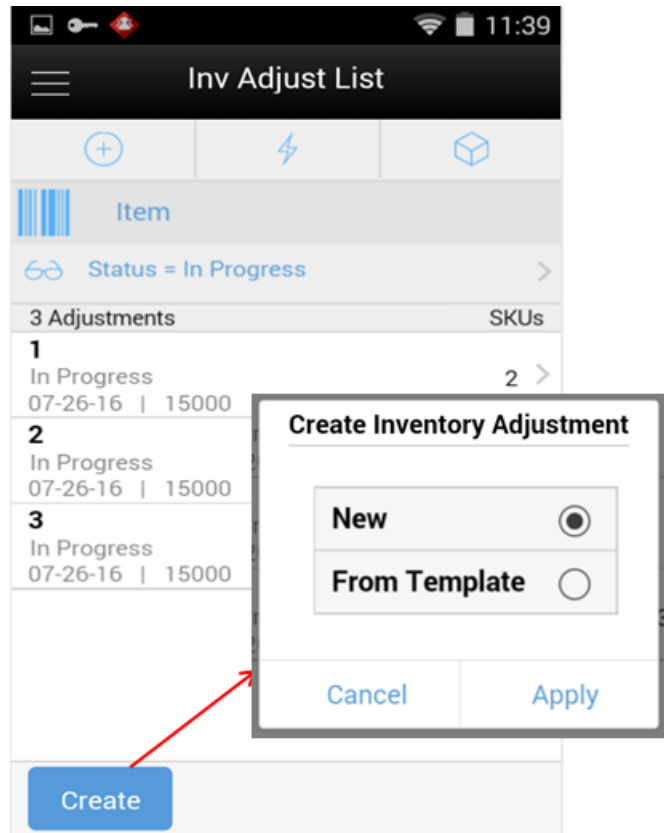 11:39
Inv Adjust List
Item
Status = In Progress
3 Adjustments SKUs
1
In Progress 2
07-26-16 | 15000
2
In Progress
07-26-16 | 15000
3
In Progress
07-26-16 | 15000
Create
Create Inventory Adjustment
New
From Template
Cancel Apply